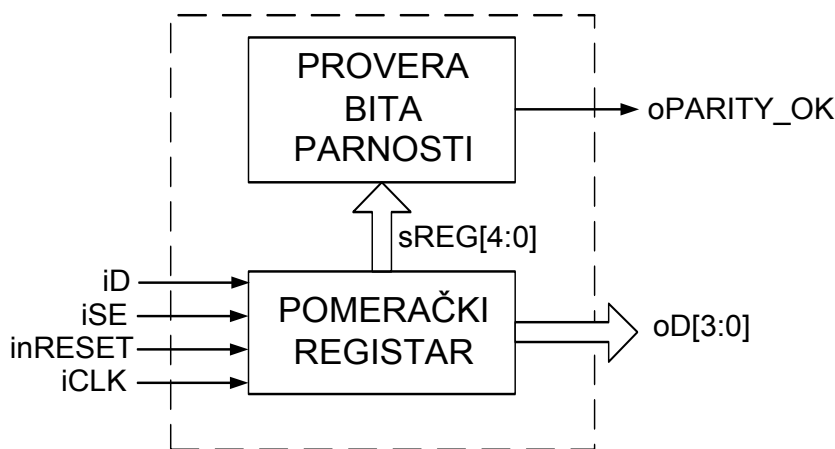 PROVERA
BITA
PARNOSTI
oPARITY_OK
sREG[4:0]
iD
iSE
inRESET
iCLK
POMERAČKI
REGISTAR
oD[3:0]